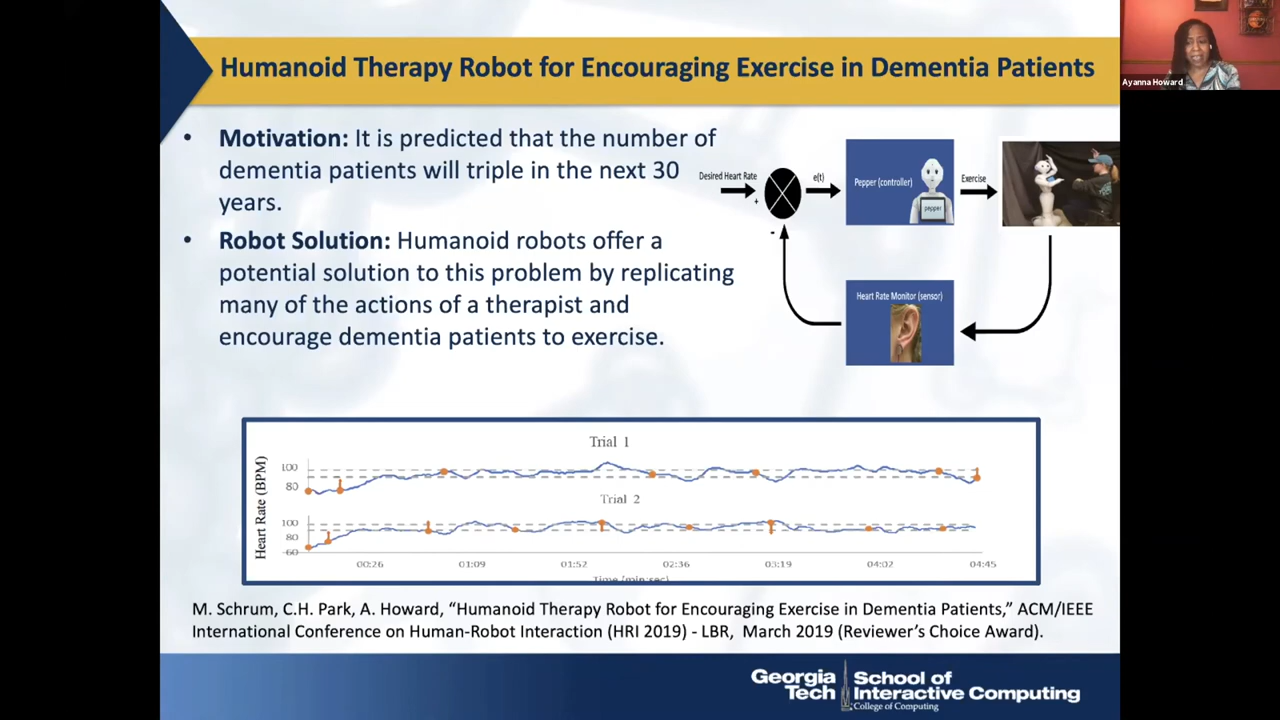 Humanoid Therapy Robot for Encouraging Exercise in Dementia Patients
Ayanna Howard
• Motivation: It is predicted that the number of
dementia patients will triple in the next 30
years.
• Robot Solution: Humanoid robots offer a
potential solution to this problem by replicating
many of the actions of a therapist and
encourage dementia patients to exercise.
Desired Heart Rate
+
-
e(t)
Pepper (controller)
pepper
Exercise
Heart Rate Monitor (sensor)
Trial 1
Heart Rate (BPM)
100
80
Trial 2
100
80
60
00:26 01:09 01:52 02:36 03:19 04:02 04:45
Time (min:sec)
M. Schrum, C.H. Park, A. Howard, “Humanoid Therapy Robot for Encouraging Exercise in Dementia Patients,” ACM/IEEE
International Conference on Human-Robot Interaction (HRI 2019) - LBR, March 2019 (Reviewer’s Choice Award).
Georgia
Tech
School of
Interactive Computing
College of Computing